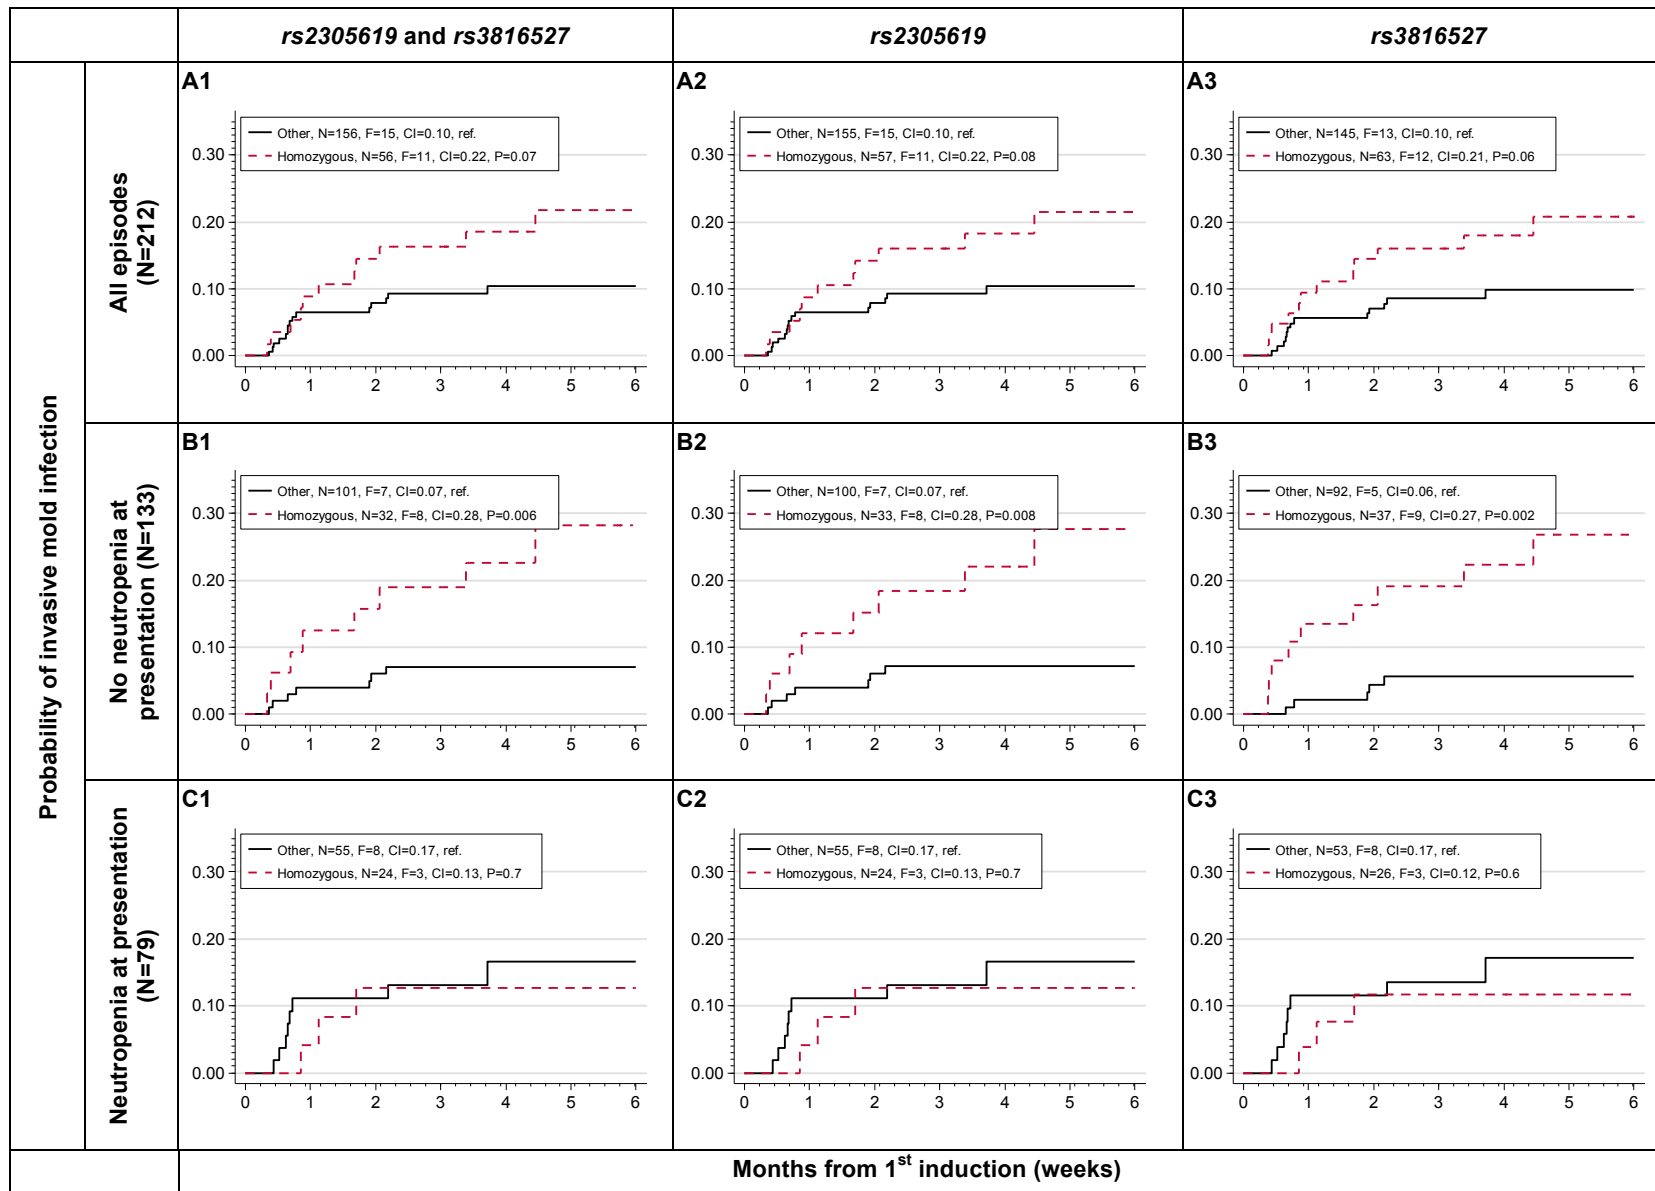 rs2305619 and rs3816527
rs2305619
rs3816527
Probability of invasive mold infection
All episodes
(N=212)
A1
Other, N=156, F=15, CI=0.10, ref.
Homozygous, N=56, F=11, CI=0.22, P=0.07
0.30
0.20
0.10
0.00
0 1 2 3 4 5 6
A2
Other, N=155, F=15, CI=0.10, ref.
Homozygous, N=57, F=11, CI=0.22, P=0.08
0.30
0.20
0.10
0.00
0 1 2 3 4 5 6
A3
Other, N=145, F=13, CI=0.10, ref.
Homozygous, N=63, F=12, CI=0.21, P=0.06
0.30
0.20
0.10
0.00
0 1 2 3 4 5 6
No neutropenia at
presentation (N=133)
B1
Other, N=101, F=7, CI=0.07, ref.
Homozygous, N=32, F=8, CI=0.28, P=0.006
0.30
0.20
0.10
0.00
0 1 2 3 4 5 6
B2
Other, N=100, F=7, CI=0.07, ref.
Homozygous, N=33, F=8, CI=0.28, P=0.008
0.30
0.20
0.10
0.00
0 1 2 3 4 5 6
B3
Other, N=92, F=5, CI=0.06, ref.
Homozygous, N=37, F=9, CI=0.27, P=0.002
0.30
0.20
0.10
0.00
0 1 2 3 4 5 6
Neutropenia at presentation
(N=79)
C1
Other, N=55, F=8, CI=0.17, ref.
Homozygous, N=24, F=3, CI=0.13, P=0.7
0.30
0.20
0.10
0.00
0 1 2 3 4 5 6
C2
Other, N=55, F=8, CI=0.17, ref.
Homozygous, N=24, F=3, CI=0.13, P=0.7
0.30
0.20
0.10
0.00
0 1 2 3 4 5 6
C3
Other, N=53, F=8, CI=0.17, ref.
Homozygous, N=26, F=3, CI=0.12, P=0.6
0.30
0.20
0.10
0.00
0 1 2 3 4 5 6
Months from 1st induction (weeks)